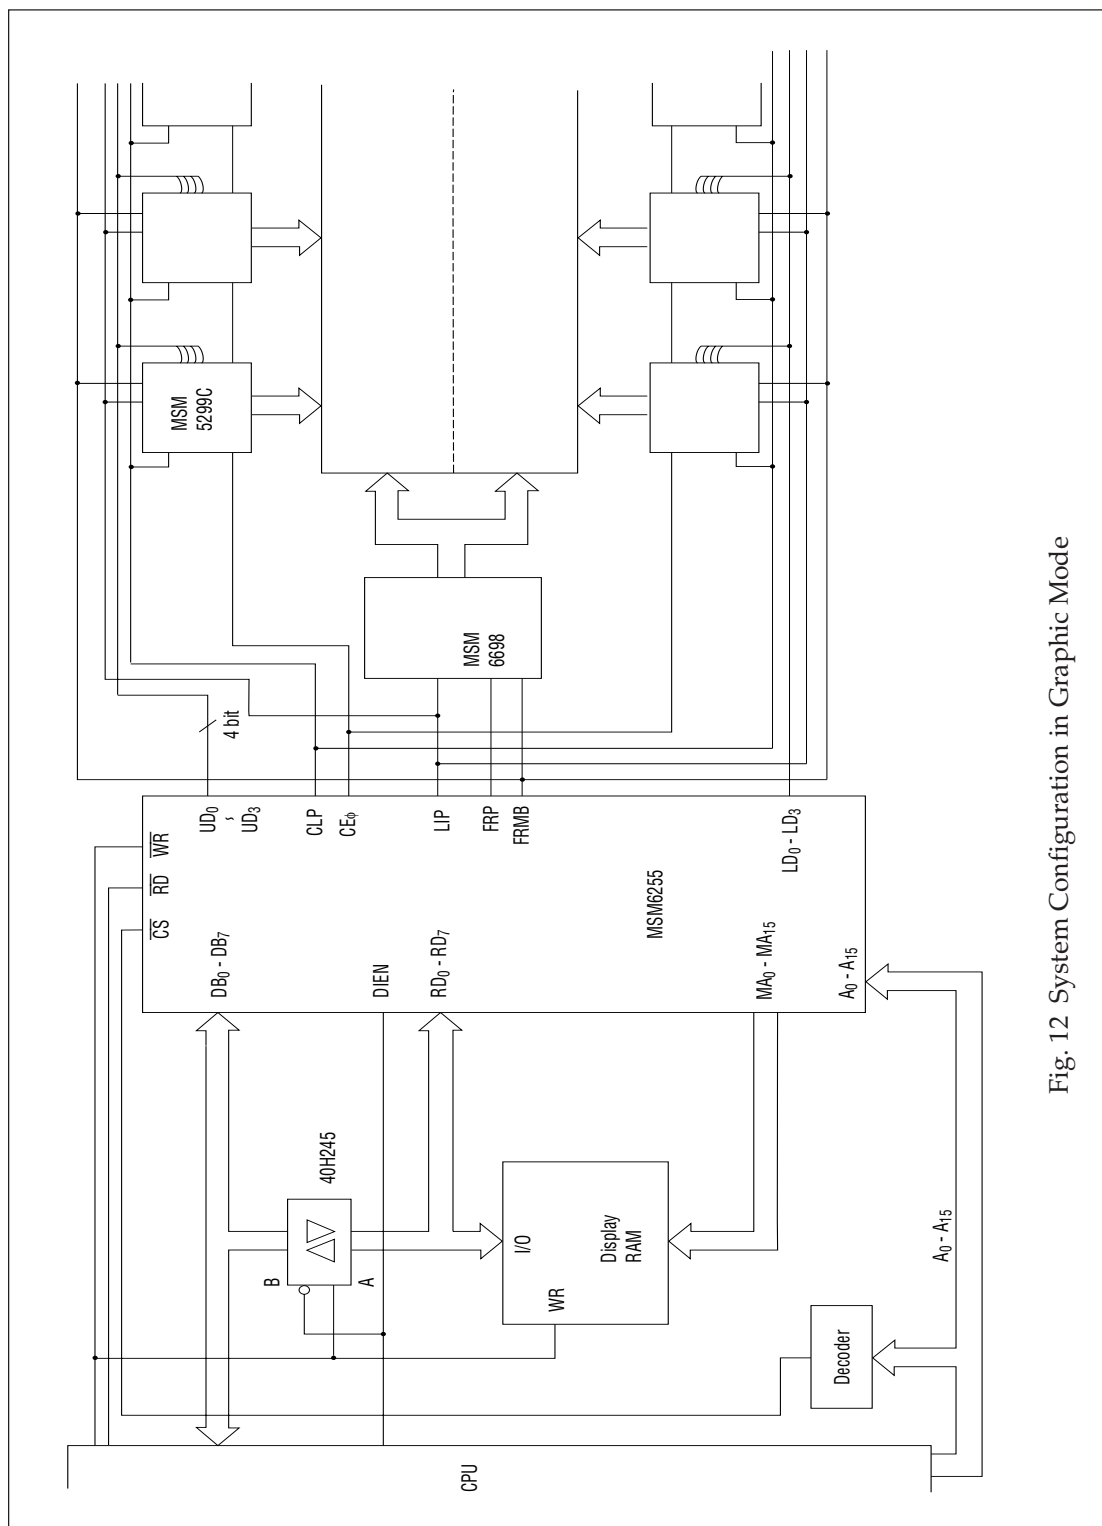 CPU
Decoder
A0 - A15
WR
I/O
Display
RAM
B
A
40H245
CS
RD
WR
DB0 - DB7
DIEN
RD0 - RD7
MSM6255
MA0 - MA15
A0 - A15
UD0
~
UD3
CLP
CEφ
LIP
FRP
FRMB
LD0 - LD3
4 bit
MSM
6698
MSM
5299C
Fig. 12 System Configuration in Graphic Mode